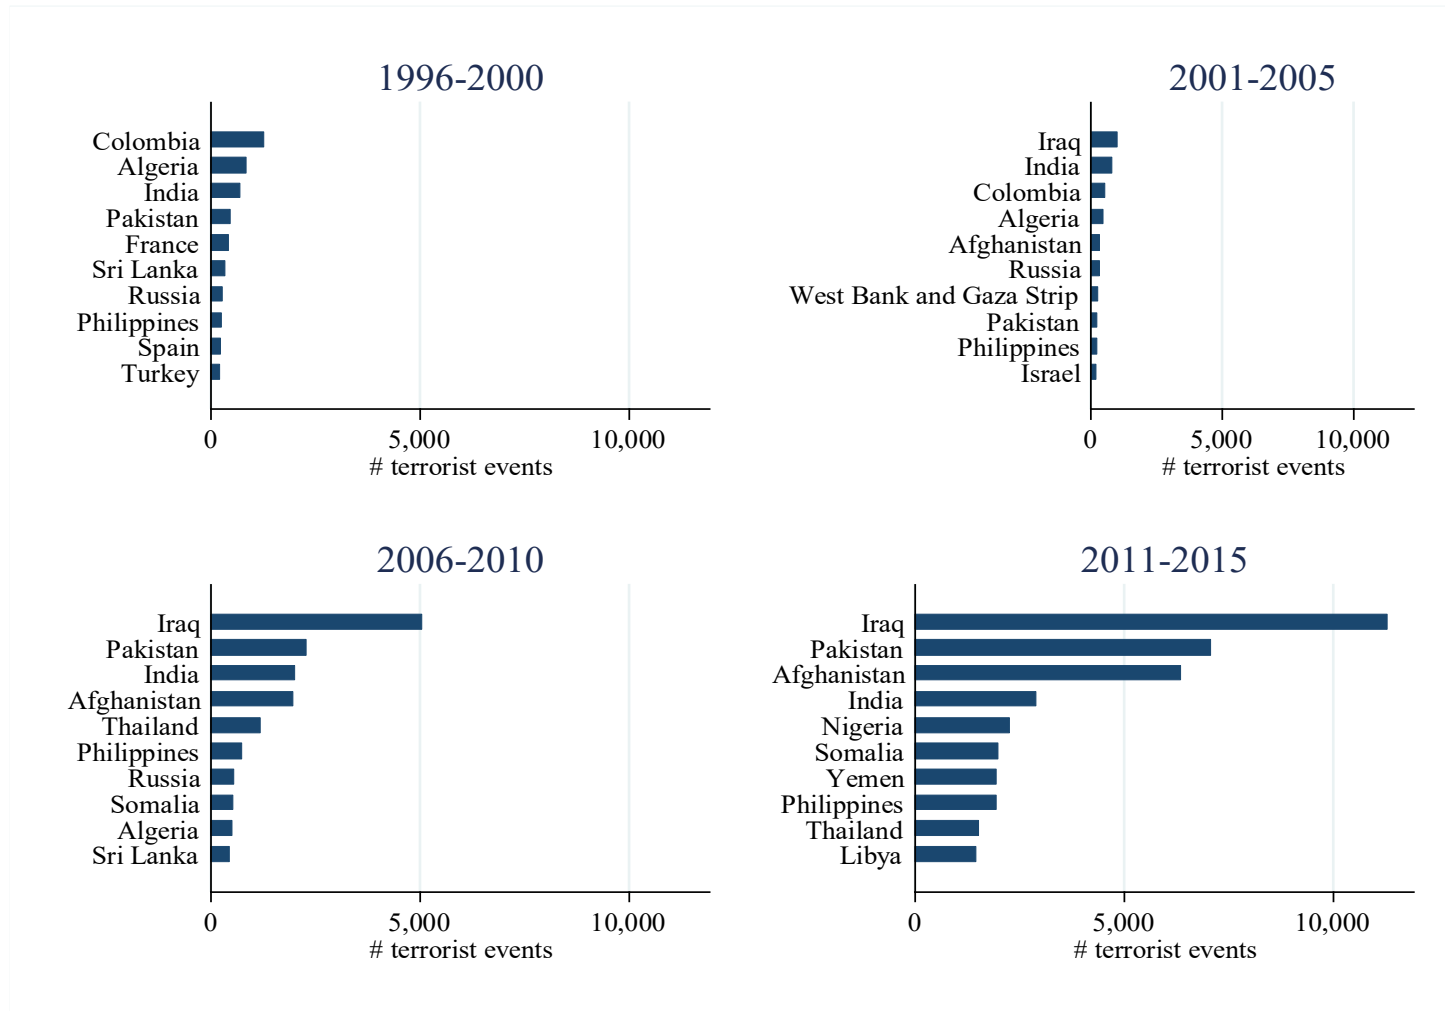 1996-2000
Colombia
Algeria
India
Pakistan
France
Sri Lanka
Russia
Philippines
Spain
Turkey
0 5,000 10,000
# terrorist events
2001-2005
Iraq
India
Colombia
Algeria
Afghanistan
Russia
West Bank and Gaza Strip
Pakistan
Philippines
Israel
0 5,000 10,000
# terrorist events
2006-2010
Iraq
Pakistan
India
Afghanistan
Thailand
Philippines
Russia
Somalia
Algeria
Sri Lanka
0 5,000 10,000
# terrorist events
2011-2015
Iraq
Pakistan
Afghanistan
India
Nigeria
Somalia
Yemen
Philippines
Thailand
Libya
0 5,000 10,000
# terrorist events